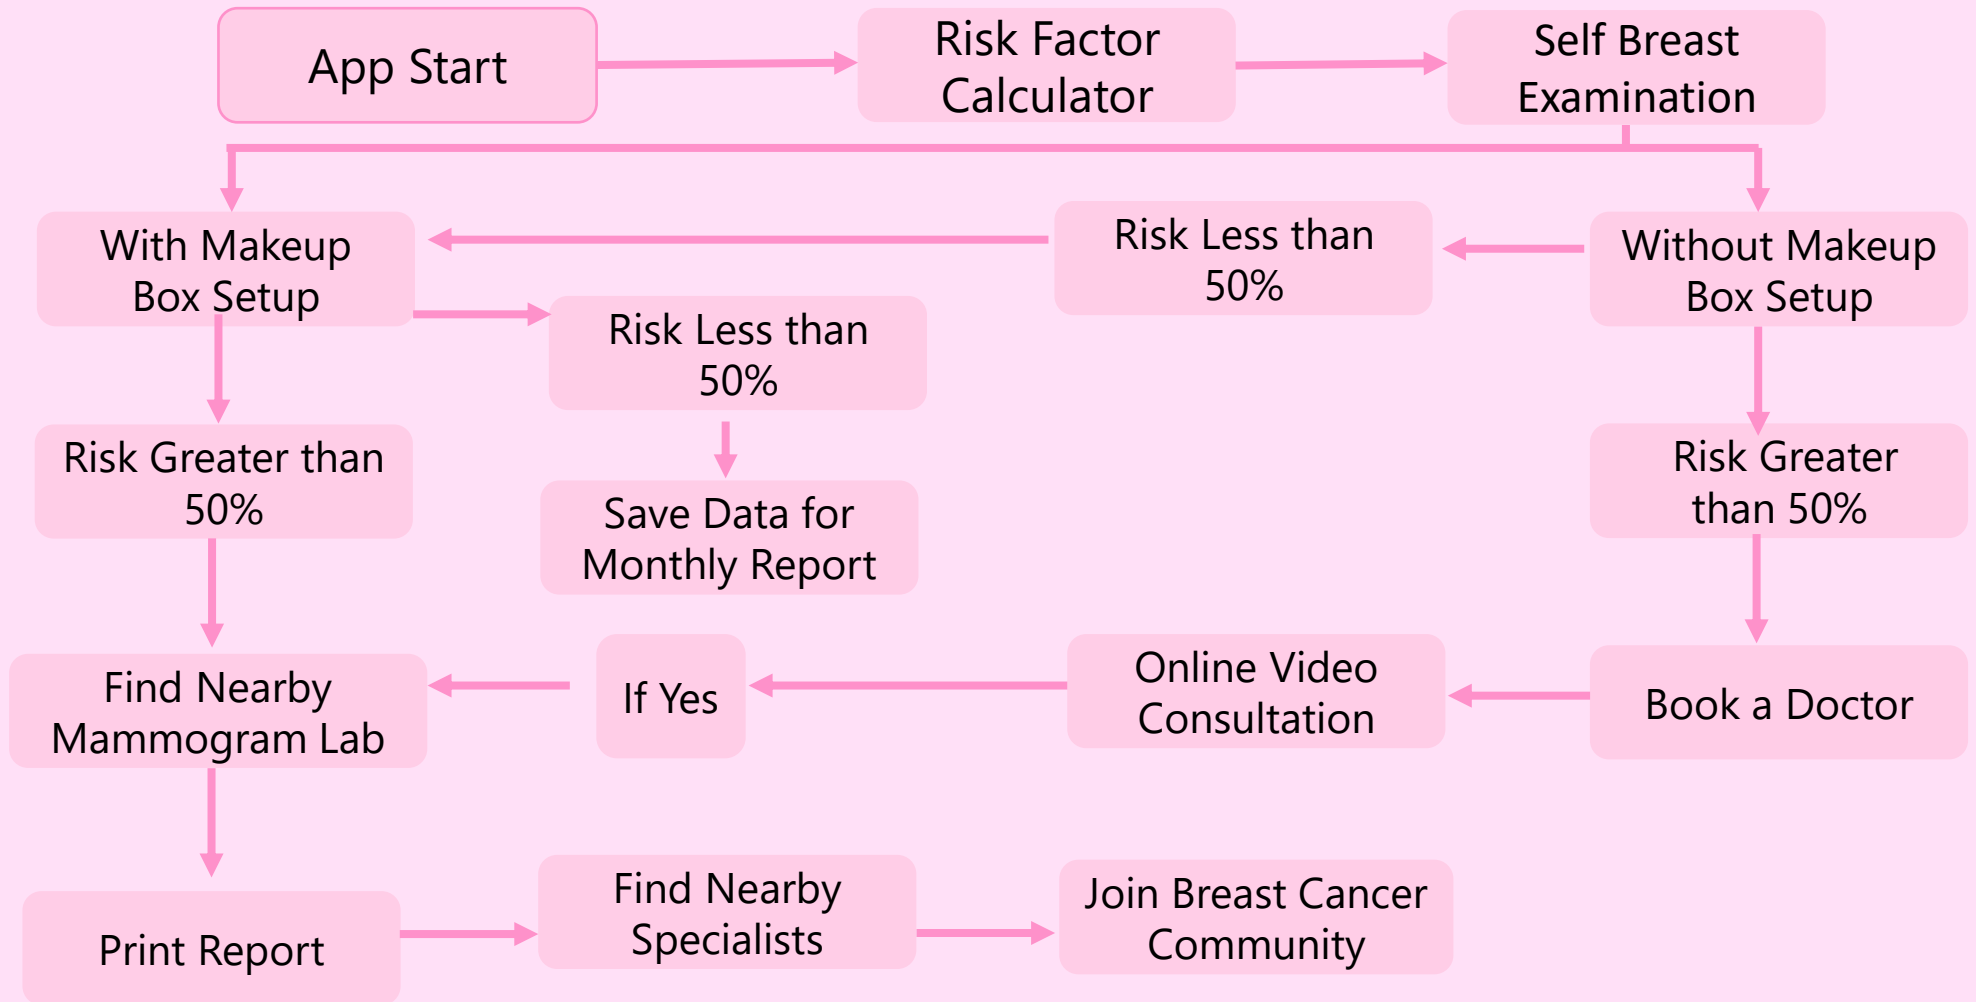 App Start
Risk Factor
Calculator
Self Breast
Examination
With Makeup
Box Setup
Risk Less than
50%
Without Makeup
Box Setup
Risk Less than
50%
Risk Greater than
50%
Risk Greater
than 50%
Save Data for
Monthly Report
Find Nearby
Mammogram Lab
If Yes
Online Video
Consultation
Book a Doctor
Print Report
Find Nearby
Specialists
Join Breast Cancer
Community